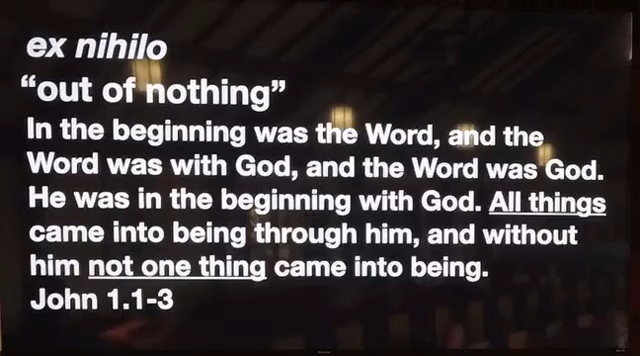 ex nihilo
“out of nothing”
In the beginning was the Word, and the
Word was with God, and the Word was God.
He was in the beginning with God. All things
came into being through him, and without
him not one thing came into being.
John 1.1-3